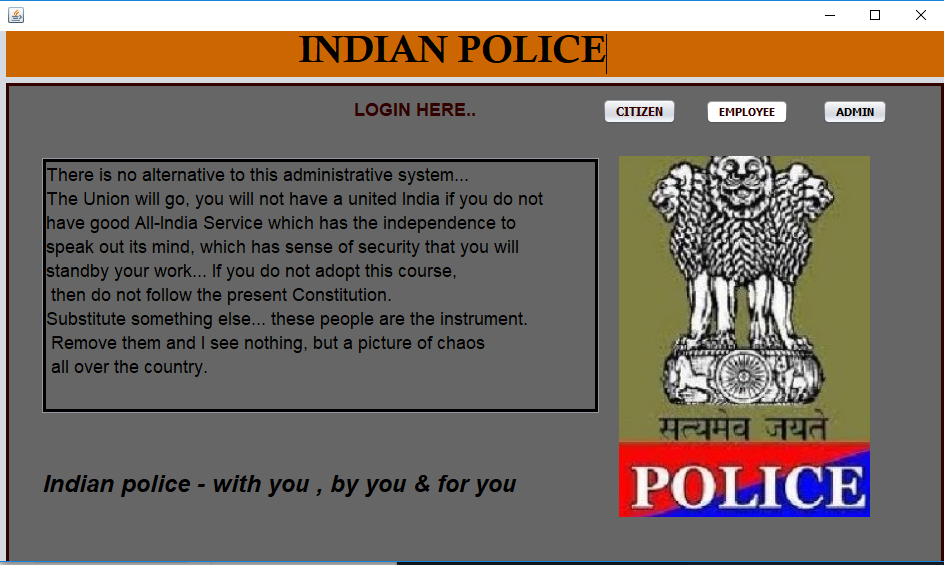 INDIAN POLICE
LOGIN HERE..
CITIZEN
EMPLOYEE
ADMIN
There is no alternative to this administrative system...
The Union will go, you will not have a united India if you do not
have good All-India Service which has the independence to
speak out its mind, which has sense of security that you will
standby your work... If you do not adopt this course,
then do not follow the present Constitution.
Substitute something else... these people are the instrument.
Remove them and I see nothing, but a picture of chaos
all over the country.
सत्यमेव जयते
POLICE
Indian police - with you , by you & for you